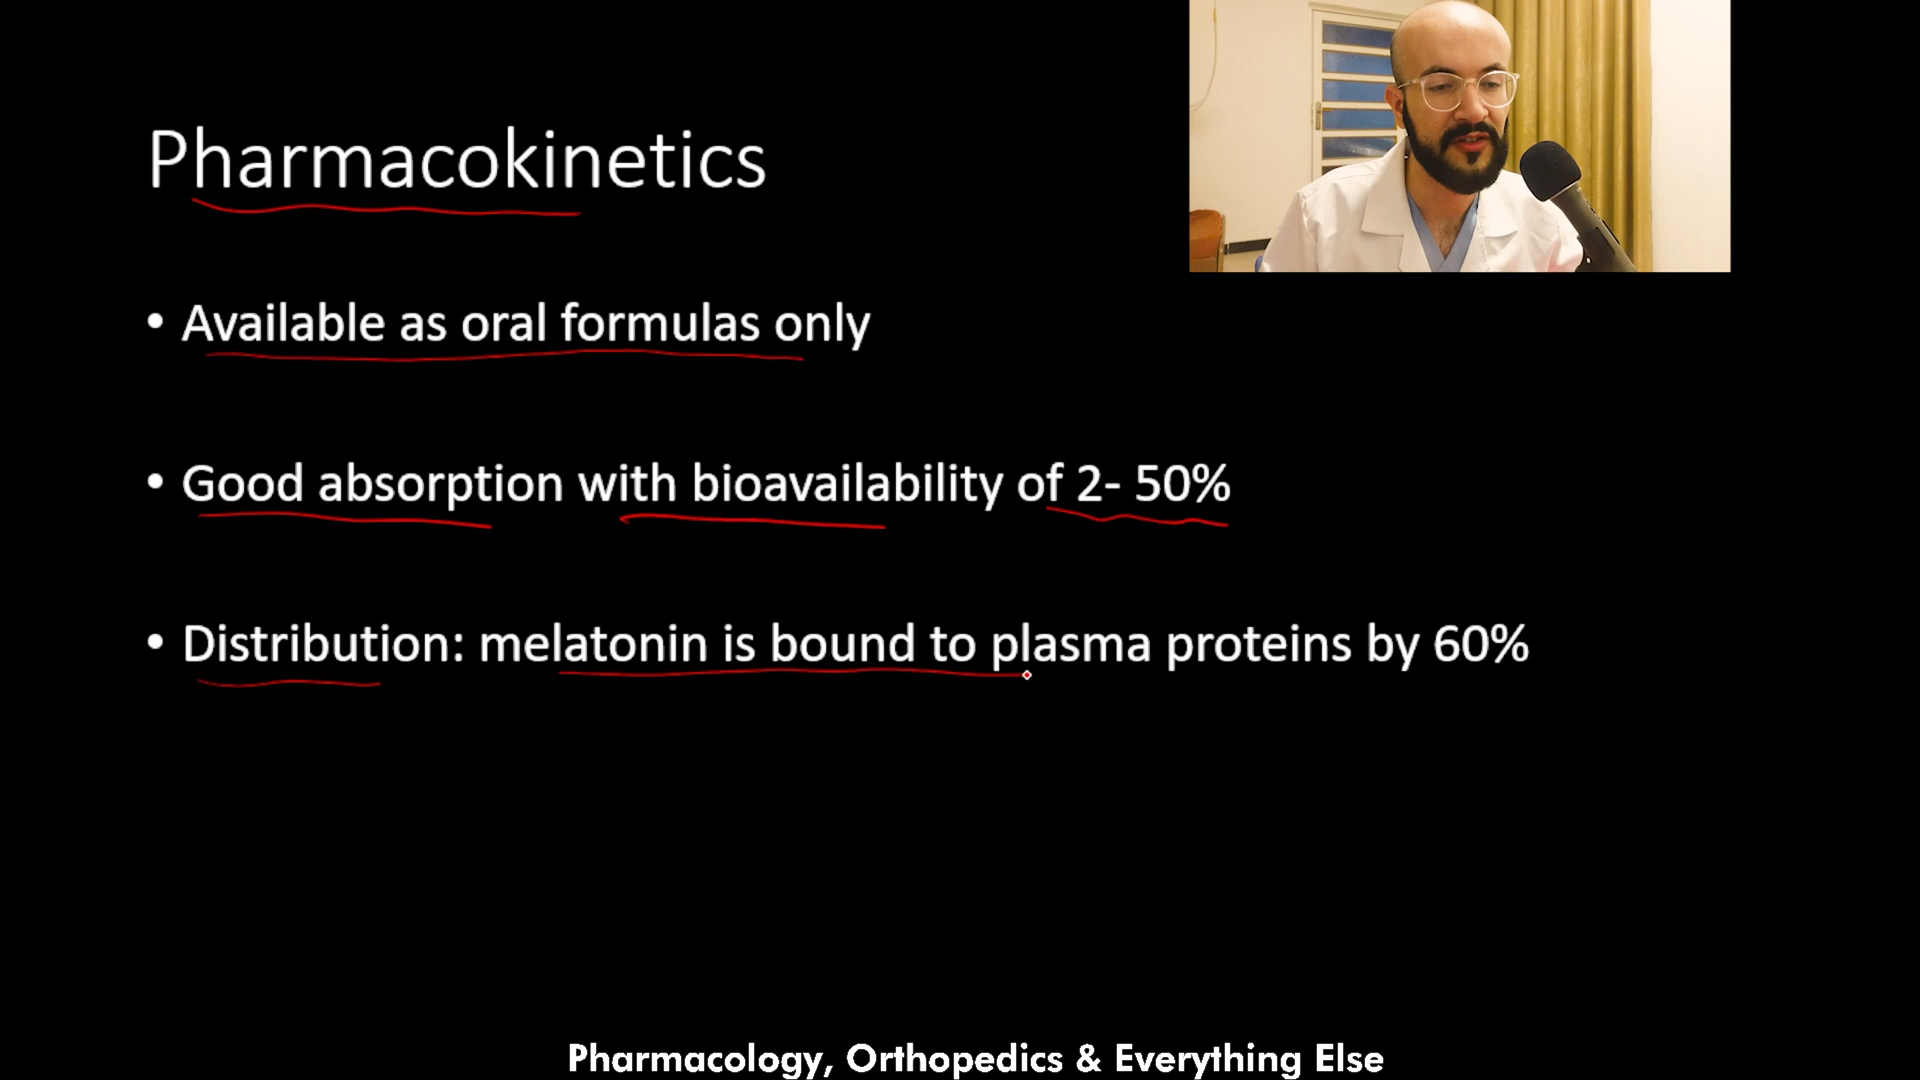 Pharmacokinetics
• Available as oral formulas only
• Good absorption with bioavailability of 2- 50%
• Distribution: melatonin is bound to plasma proteins by 60%
Pharmacology, Orthopedics & Everything Else